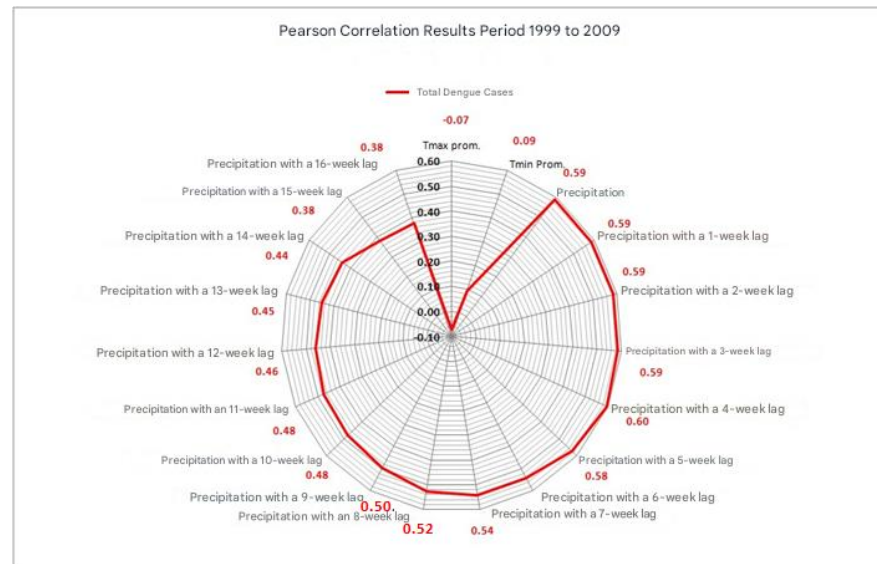 Pearson Correlation Results Period 1999 to 2009
Total Dengue Cases
-0.07
Tmax prom.
0.09
Tmin Prom.
0.59
Precipitation
0.59
Precipitation with a 1-week lag
0.59
Precipitation with a 2-week lag
Precipitation with a 3-week lag
0.59
Precipitation with a 4-week lag
0.60
Precipitation with a 5-week lag
0.58
Precipitation with a 6-week lag
Precipitation with a 7-week lag
0.54
Precipitation with an 8-week lag
0.52
Precipitation with a 9-week lag
0.50.
Precipitation with a 10-week lag
0.48
Precipitation with an 11-week lag
0.48
Precipitation with a 12-week lag
0.46
Precipitation with a 13-week lag
0.45
Precipitation with a 14-week lag
0.44
Precipitation with a 15-week lag
0.38
Precipitation with a 16-week lag
0.38
0.60
0.50
0.40
0.30
0.20
0.10
0.00
-0.10